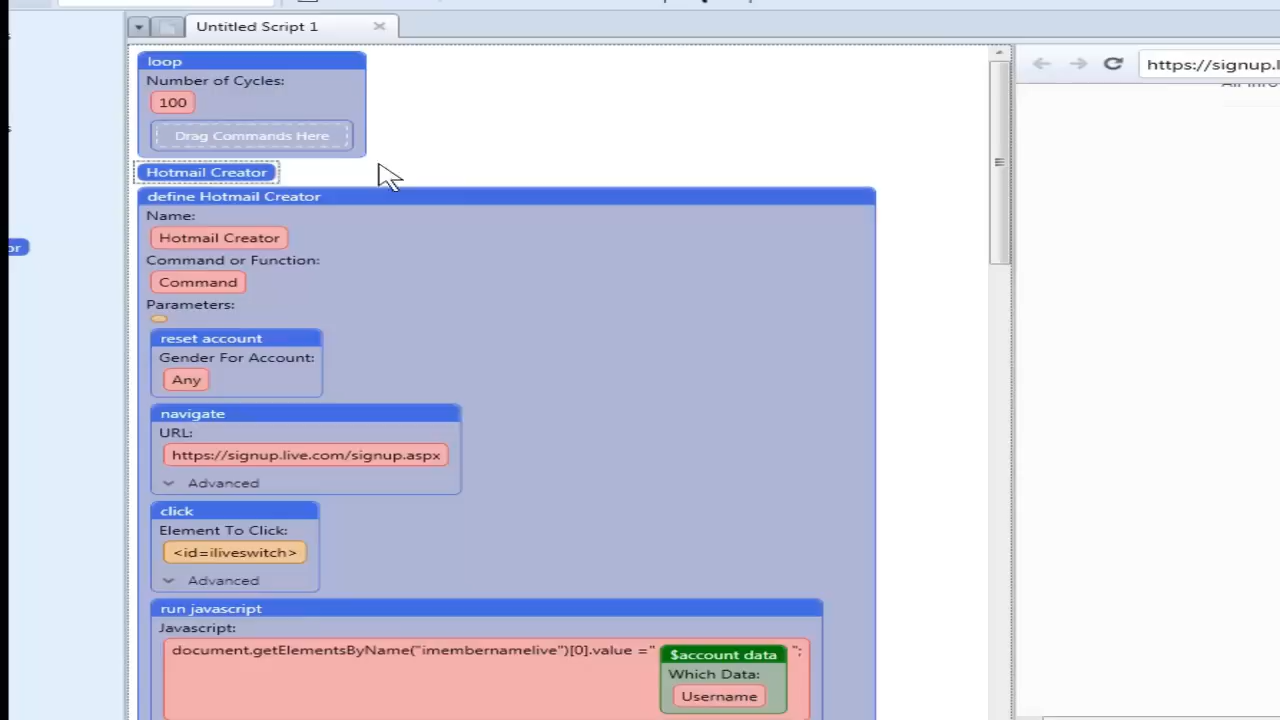 Untitled Script 1
loop
Number of Cycles:
100
Drag Commands Here
Hotmail Creator
define Hotmail Creator
Name:
Hotmail Creator
Command or Function:
Command
Parameters:
reset account
Gender For Account:
Any
navigate
URL:
https://signup.live.com/signup.aspx
Advanced
click
Element To Click:
<id=iliveswitch>
Advanced
run javascript
Javascript:
document.getElementsByName("imembernamelive")[0].value =" $account data ";
Which Data:
Username
https://signup.l
or